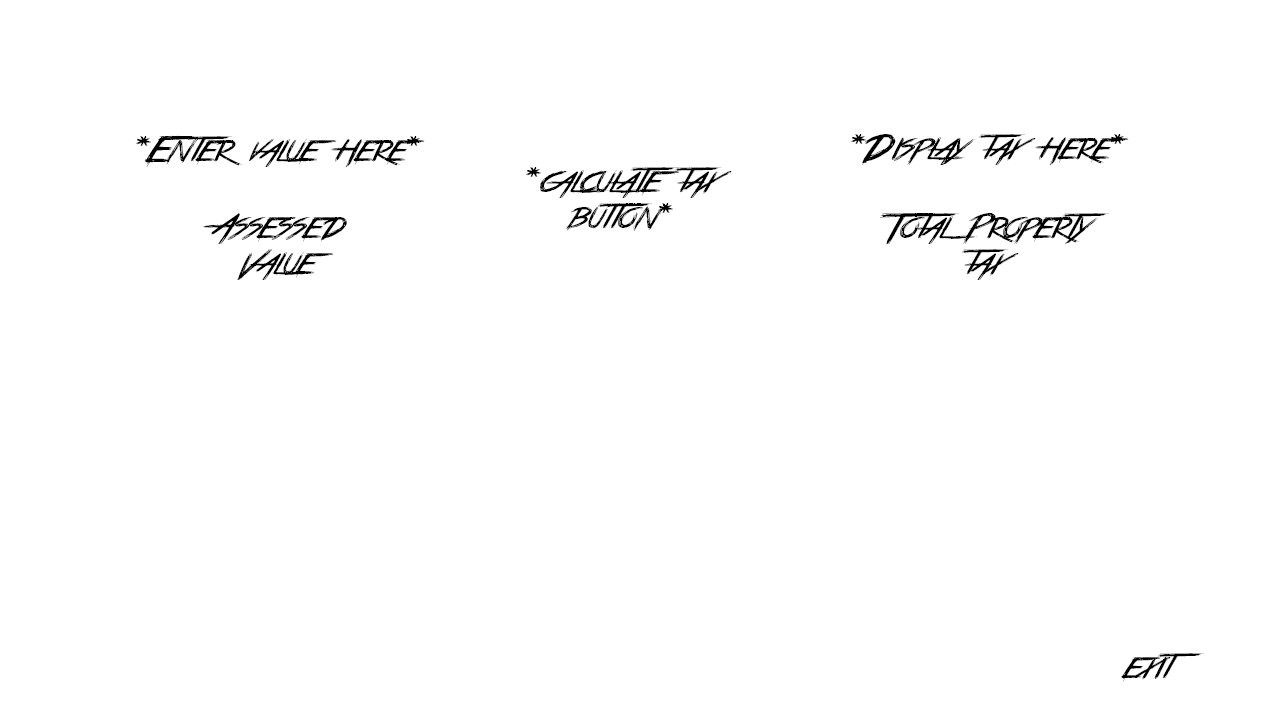 *Enter value here*
Assessed
Value
*Calculate tax
button*
*Display tax here*
Total Property
Tax
Exit